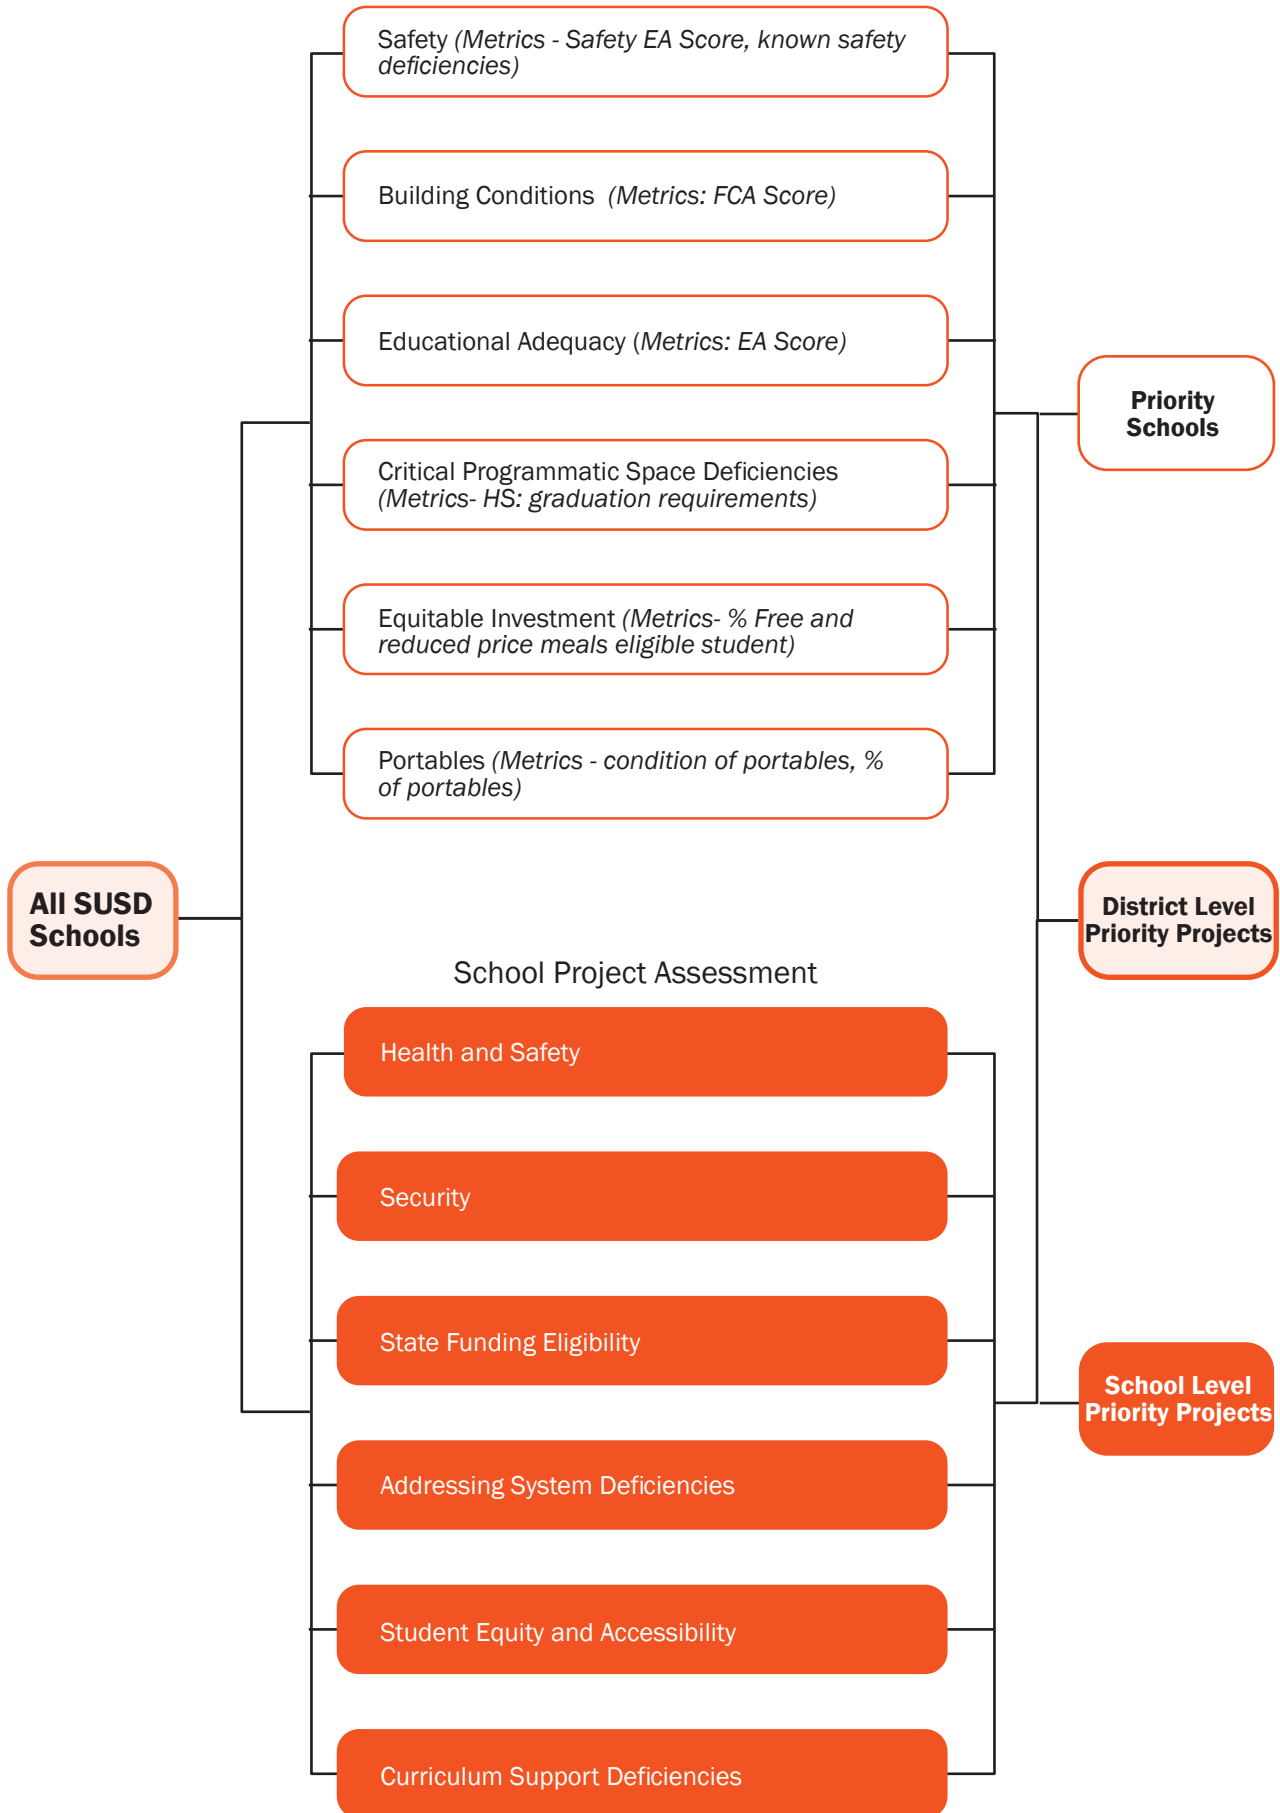 Safety (Metrics - Safety EA Score, known safety
deficiencies)
Building Conditions  (Metrics: FCA Score)
Educational Adequacy (Metrics: EA Score)
Critical Programmatic Space Deficiencies
(Metrics- HS: graduation requirements)
Equitable Investment (Metrics- % Free and
reduced price meals eligible student)
Portables (Metrics - condition of portables, %
of portables)
Priority
Schools
All SUSD
Schools
District Level
Priority Projects
School Project Assessment
Health and Safety
Security
State Funding Eligibility
Addressing System Deficiencies
Student Equity and Accessibility
Curriculum Support Deficiencies
School Level
Priority Projects